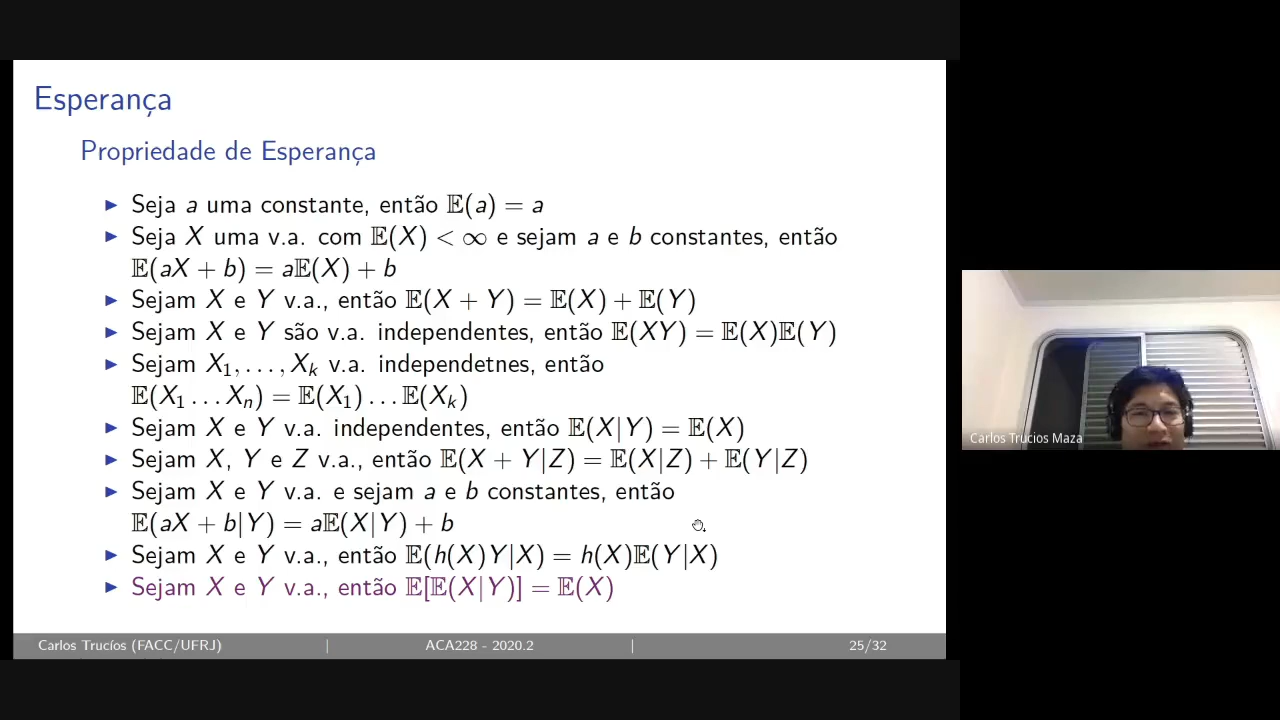 Esperança
Propriedade de Esperança
▶ Seja a uma constante, então 𝔼(a) = a
▶ Seja X uma v.a. com 𝔼(X) < ∞ e sejam a e b constantes, então
𝔼(aX + b) = a𝔼(X) + b
▶ Sejam X e Y v.a., então 𝔼(X + Y) = 𝔼(X) + 𝔼(Y)
▶ Sejam X e Y são v.a. independentes, então 𝔼(XY) = 𝔼(X)𝔼(Y)
▶ Sejam X₁, . . . , Xₖ v.a. independetnes, então
𝔼(X₁ . . . Xₙ) = 𝔼(X₁) . . . 𝔼(Xₖ)
▶ Sejam X e Y v.a. independentes, então 𝔼(X|Y) = 𝔼(X)
▶ Sejam X, Y e Z v.a., então 𝔼(X + Y|Z) = 𝔼(X|Z) + 𝔼(Y|Z)
▶ Sejam X e Y v.a. e sejam a e b constantes, então
𝔼(aX + b|Y) = a𝔼(X|Y) + b
▶ Sejam X e Y v.a., então 𝔼(h(X)Y|X) = h(X)𝔼(Y|X)
▶ Sejam X e Y v.a., então 𝔼[𝔼(X|Y)] = 𝔼(X)
Carlos Trucíos (FACC/UFRJ) | ACA228 - 2020.2 | 25/32
Carlos Trucios Maza